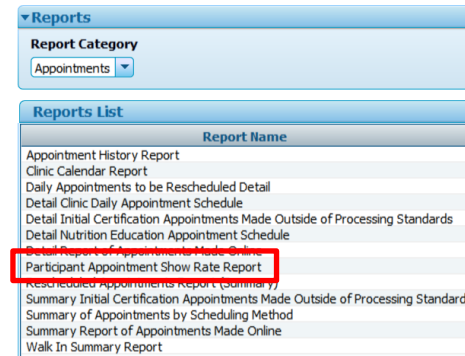 Reports
Report Category
Appointments
Reports List
Report Name
Appointment History Report
Clinic Calendar Report
Daily Appointments to be Rescheduled Detail
Detail Clinic Daily Appointment Schedule
Detail Initial Certification Appointments Made Outside of Processing Standards
Detail Nutrition Education Appointment Schedule
Detail Report of Appointments Made Online
Participant Appointment Show Rate Report
Rescheduled Appointments Report (Summary)
Summary Initial Certification Appointments Made Outside of Processing Standard
Summary of Appointments by Scheduling Method
Summary Report of Appointments Made Online
Walk In Summary Report